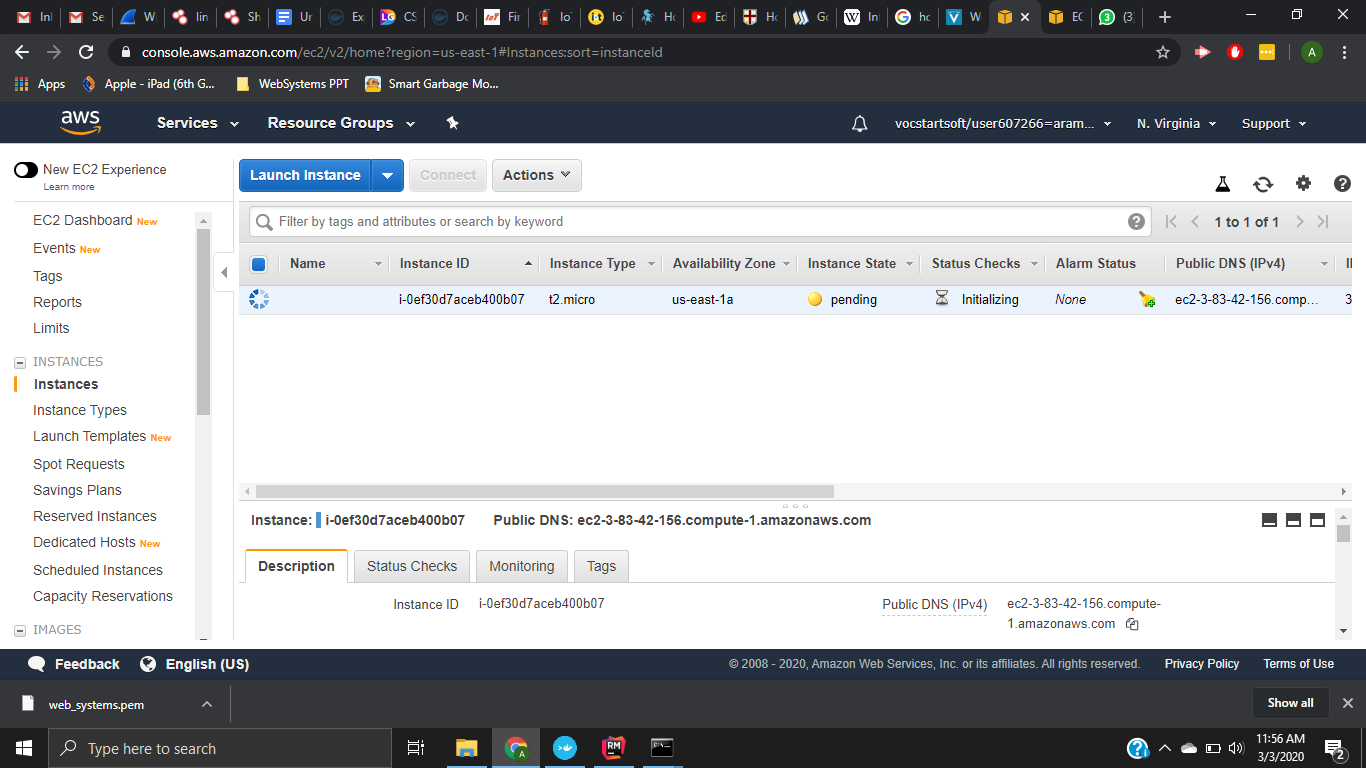 Inl
Se
W
lin
Sh
Ur
Ex
CS
Do
Fir
Io
Io
Ho
Ed
Ho
Go
In
ho
W
EC
(3
console.aws.amazon.com/ec2/v2/home?region=us-east-1#Instances:sort=instanceId
A
Apps
Apple - iPad (6th G...
WebSystems PPT
Smart Garbage Mo...
aws
Services
Resource Groups
vocstartsoft/user607266=aram...
N. Virginia
Support
New EC2 Experience
Learn more
Launch Instance
Connect
Actions
EC2 Dashboard New
Events New
Tags
Reports
Limits
INSTANCES
Instances
Instance Types
Launch Templates New
Spot Requests
Savings Plans
Reserved Instances
Dedicated Hosts New
Scheduled Instances
Capacity Reservations
IMAGES
Filter by tags and attributes or search by keyword
1 to 1 of 1
Name
Instance ID
Instance Type
Availability Zone
Instance State
Status Checks
Alarm Status
Public DNS (IPv4)
i-0ef30d7aceb400b07
t2.micro
us-east-1a
pending
Initializing
None
ec2-3-83-42-156.comp...
3
Instance: i-0ef30d7aceb400b07 Public DNS: ec2-3-83-42-156.compute-1.amazonaws.com
Description
Status Checks
Monitoring
Tags
Instance ID
i-0ef30d7aceb400b07
Public DNS (IPv4)
ec2-3-83-42-156.compute-
1.amazonaws.com
Feedback
English (US)
© 2008 - 2020, Amazon Web Services, Inc. or its affiliates. All rights reserved.
Privacy Policy
Terms of Use
web_systems.pem
Show all
Type here to search
11:56 AM
3/3/2020
2